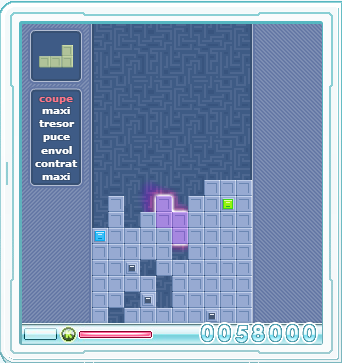 coupe
maxi
tresor
puce
envol
contrat
maxi
0058000